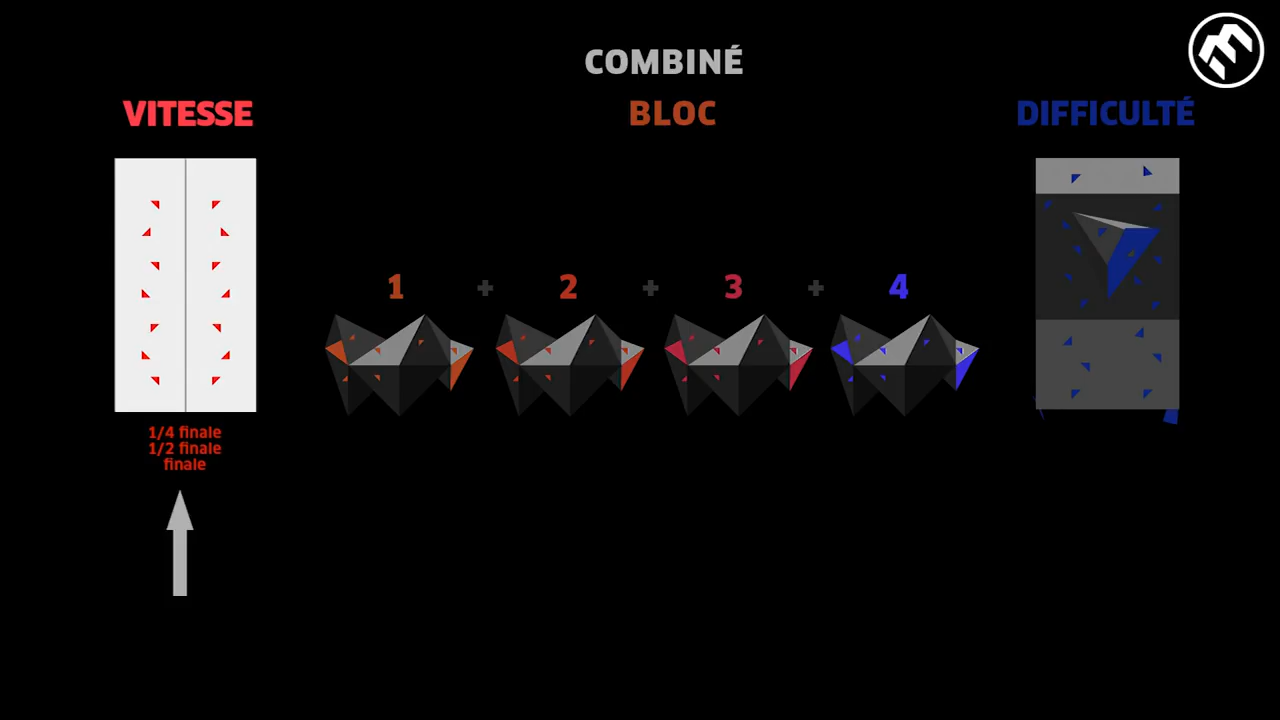 COMBINÉ
VITESSE
BLOC
DIFFICULTÉ
1 + 2 + 3 + 4
1/4 finale
1/2 finale
finale